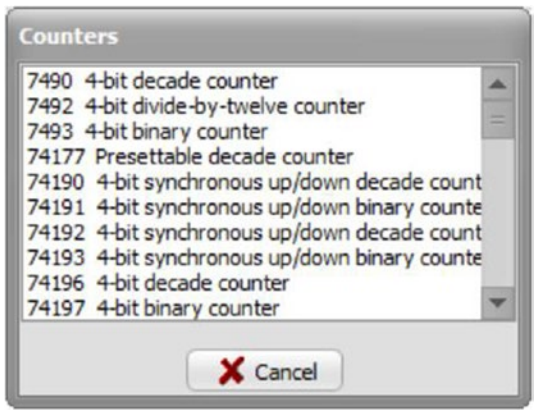 Counters
7490 4-bit decade counter
7492 4-bit divide-by-twelve counter
7493 4-bit binary counter
74177 Presettable decade counter
74190 4-bit synchronous up/down decade count
74191 4-bit synchronous up/down binary counte
74192 4-bit synchronous up/down decade count
74193 4-bit synchronous up/down binary counte
74196 4-bit decade counter
74197 4-bit binary counter
Cancel